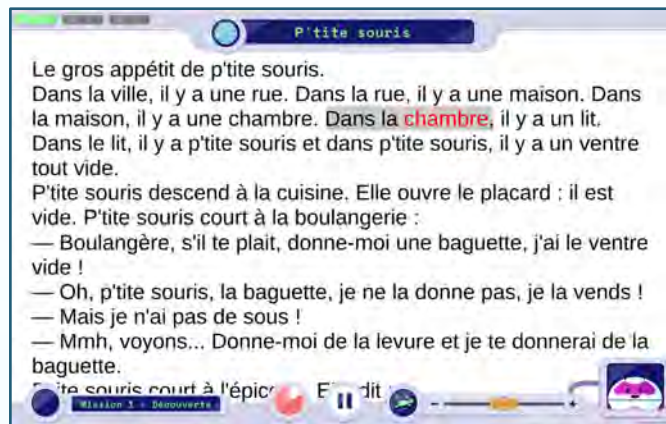 P'tite souris
Le gros appétit de p'tite souris.
Dans la ville, il y a une rue. Dans la rue, il y a une maison. Dans
la maison, il y a une chambre. Dans la chambre, il y a un lit.
Dans le lit, il y a p'tite souris et dans p'tite souris, il y a un ventre
tout vide.
P'tite souris descend à la cuisine. Elle ouvre le placard : il est
vide. P'tite souris court à la boulangerie :
— Boulangère, s'il te plait, donne-moi une baguette, j'ai le ventre
vide !
— Oh, p'tite souris, la baguette, je ne la donne pas, je la vends !
— Mais je n'ai pas de sous !
— Mmh, voyons... Donne-moi de la levure et je te donnerai de la
baguette.
souris court à
Mission 1 - Découverte
- +